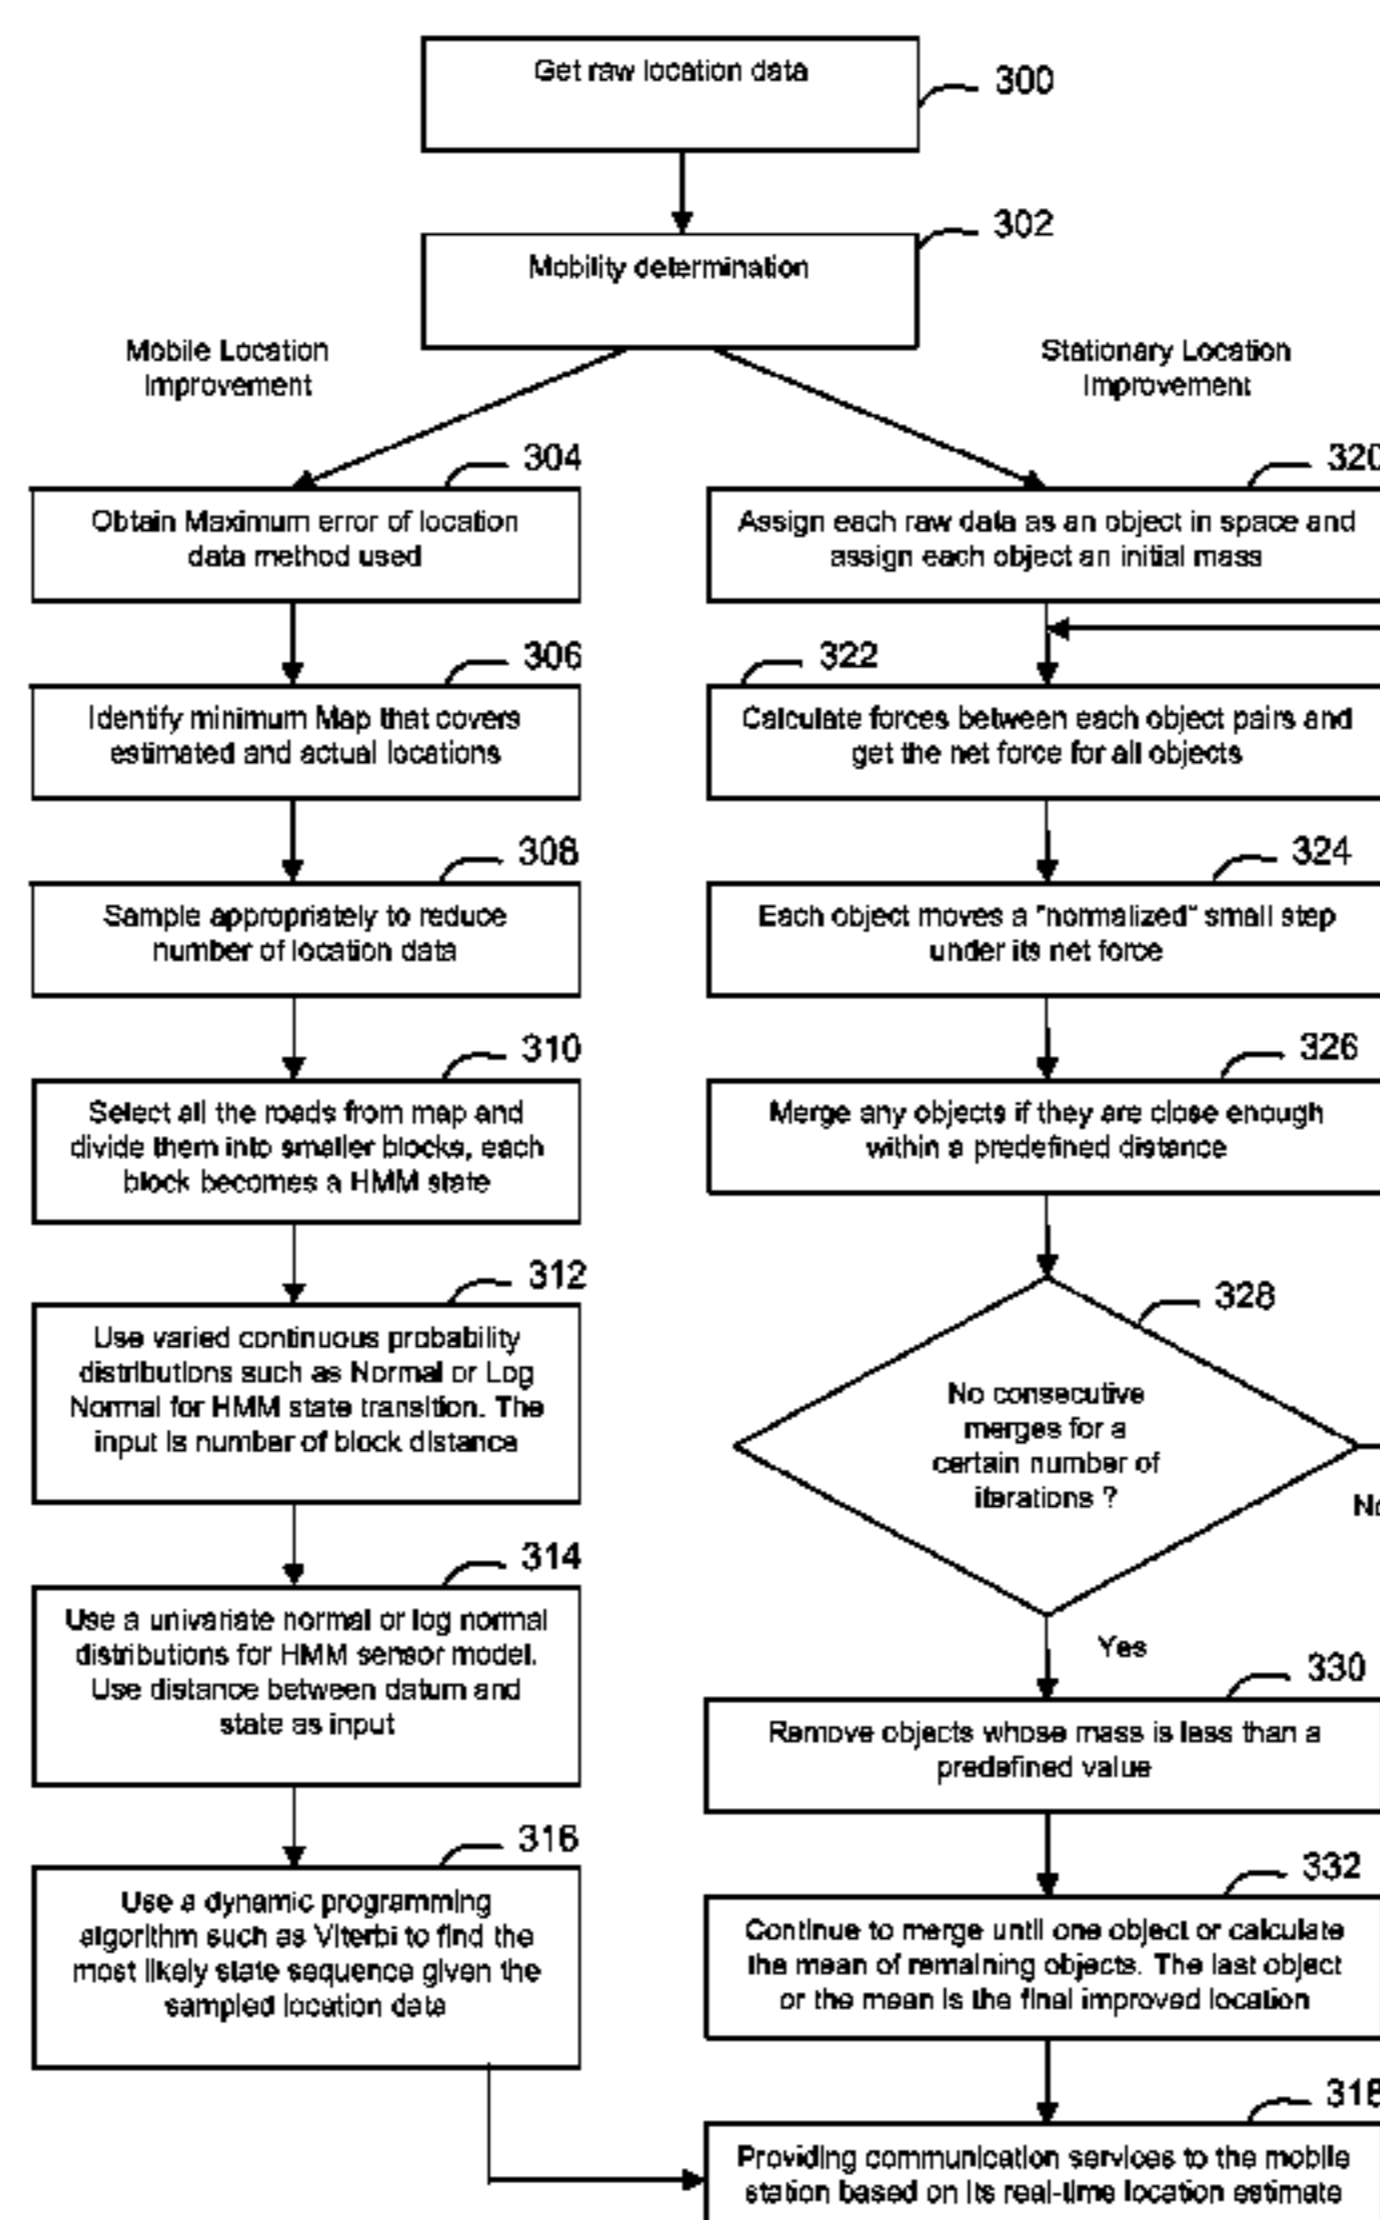 Get raw location data
300
302
Mobility determination
Mobile Location
Improvement
Stationary Location
Improvement
304
Obtain Maximum error of location
data method used
306
Identify minimum Map that covers
estimated and actual locations
308
Sample appropriately to reduce
number of location data
310
Select all the roads from map and
divide them into smaller blocks, each
block becomes a HMM state
312
Use varied continuous probability
distributions such as Normal or Log
Normal for HMM state transition. The
input is number of block distance
314
Use a univariate normal or log normal
distributions for HMM sensor model.
Use distance between datum and
state as input
316
Use a dynamic programming
algorithm such as Viterbi to find the
most likely state sequence given the
sampled location data
320
Assign each raw data as an object in space and
assign each object an initial mass
322
Calculate forces between each object pairs and
get the net force for all objects
324
Each object moves a "normalized" small step
under its net force
326
Merge any objects if they are close enough
within a predefined distance
328
No consecutive
merges for a
certain number of
iterations ?
No
Yes
330
Remove objects whose mass is less than a
predefined value
332
Continue to merge until one object or calculate
the mean of remaining objects. The last object
or the mean is the final improved location
318
Providing communication services to the mobile
station based on its real-time location estimate